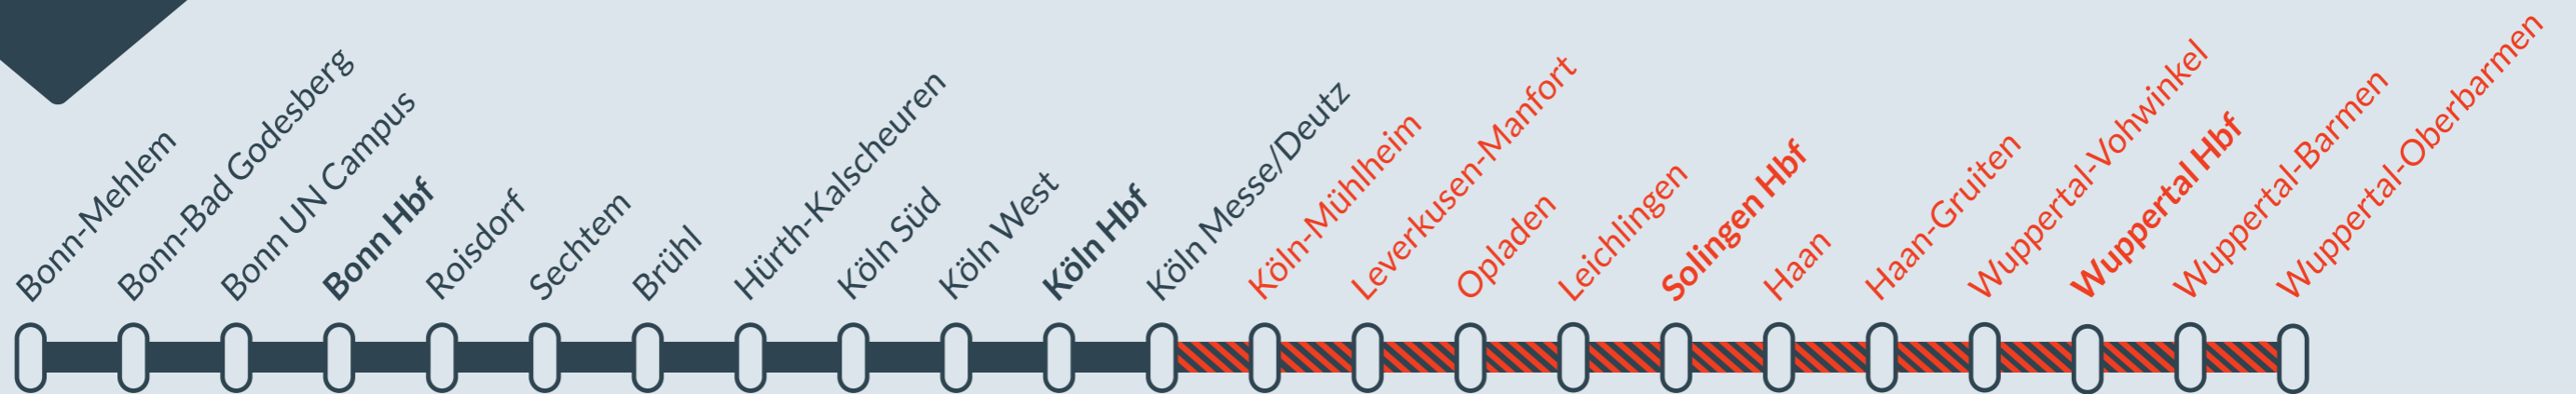 Bonn-Mehlem
Bonn-Bad Godesberg
Bonn UN Campus
Bonn Hbf
Roisdorf
Sechtem
Brühl
Hürth-Kalscheuren
Köln Süd
Köln West
Köln Hbf
Köln Messe/Deutz
Köln-Mühlheim
Leverkusen-Manfort
Opladen
Leichlingen
Solingen Hbf
Haan
Haan-Gruiten
Wuppertal-Vohwinkel
Wuppertal Hbf
Wuppertal-Barmen
Wuppertal-Oberbarmen